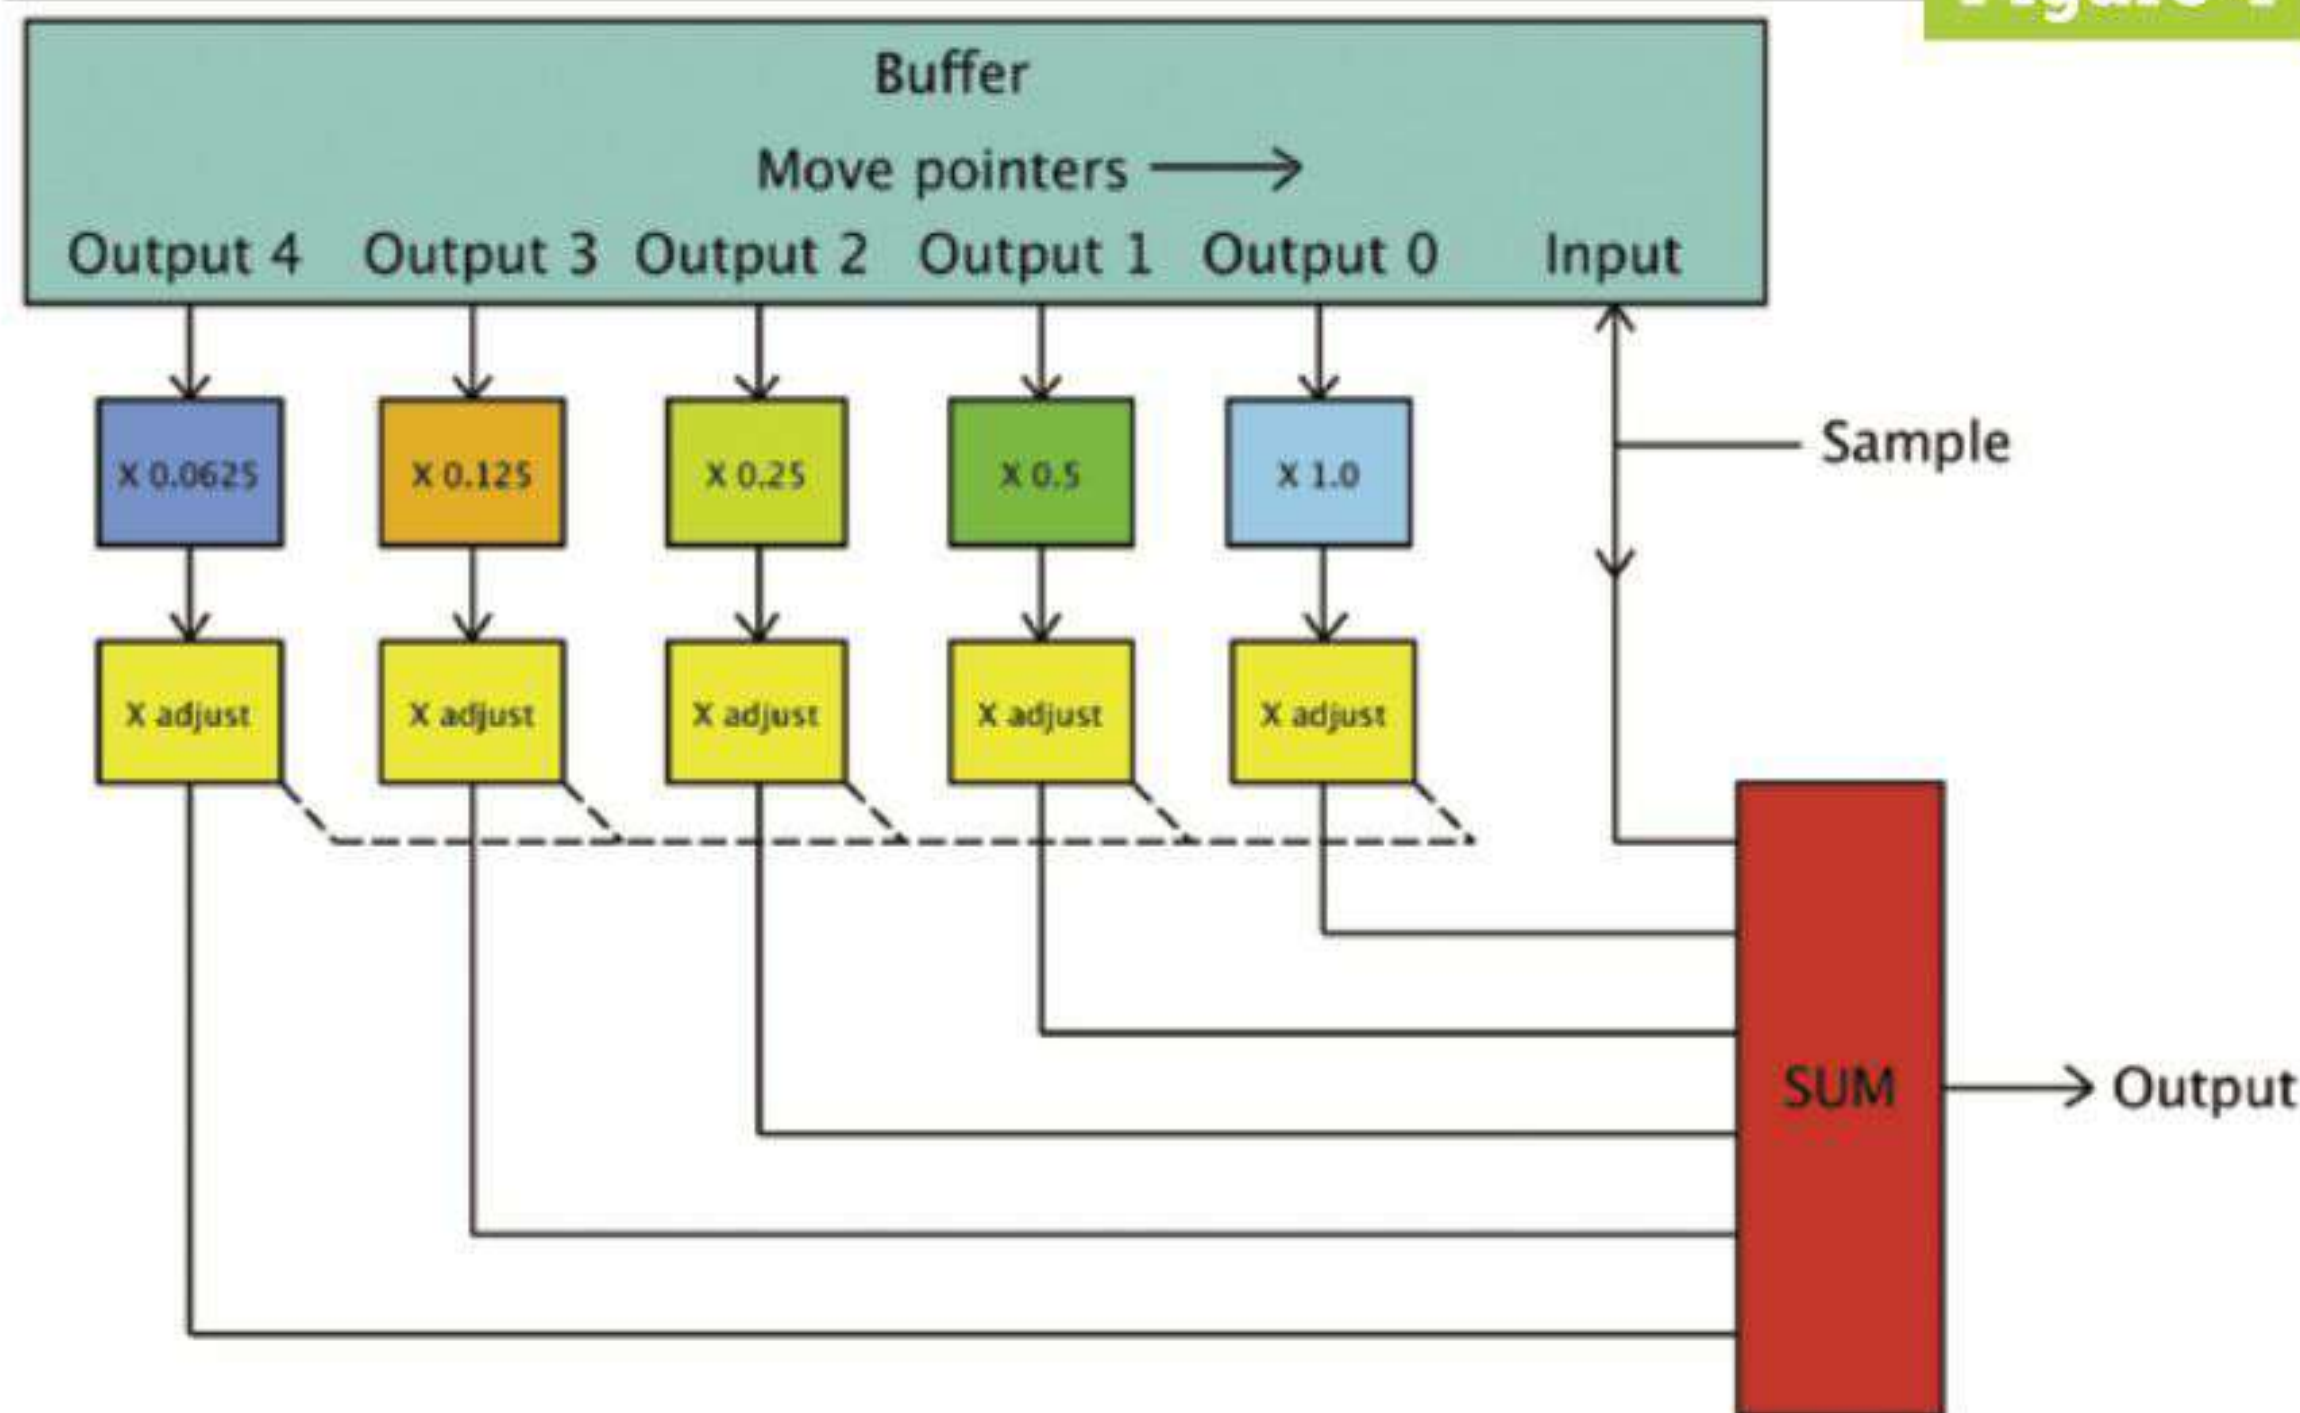 Buffer
Move pointers
Output 4 Output 3 Output 2 Output 1 Output 0 Input
X 0.0625 X 0.125 X 0.25 X 0.5 X 1.0
Sample
X adjust X adjust X adjust X adjust X adjust
SUM
Output